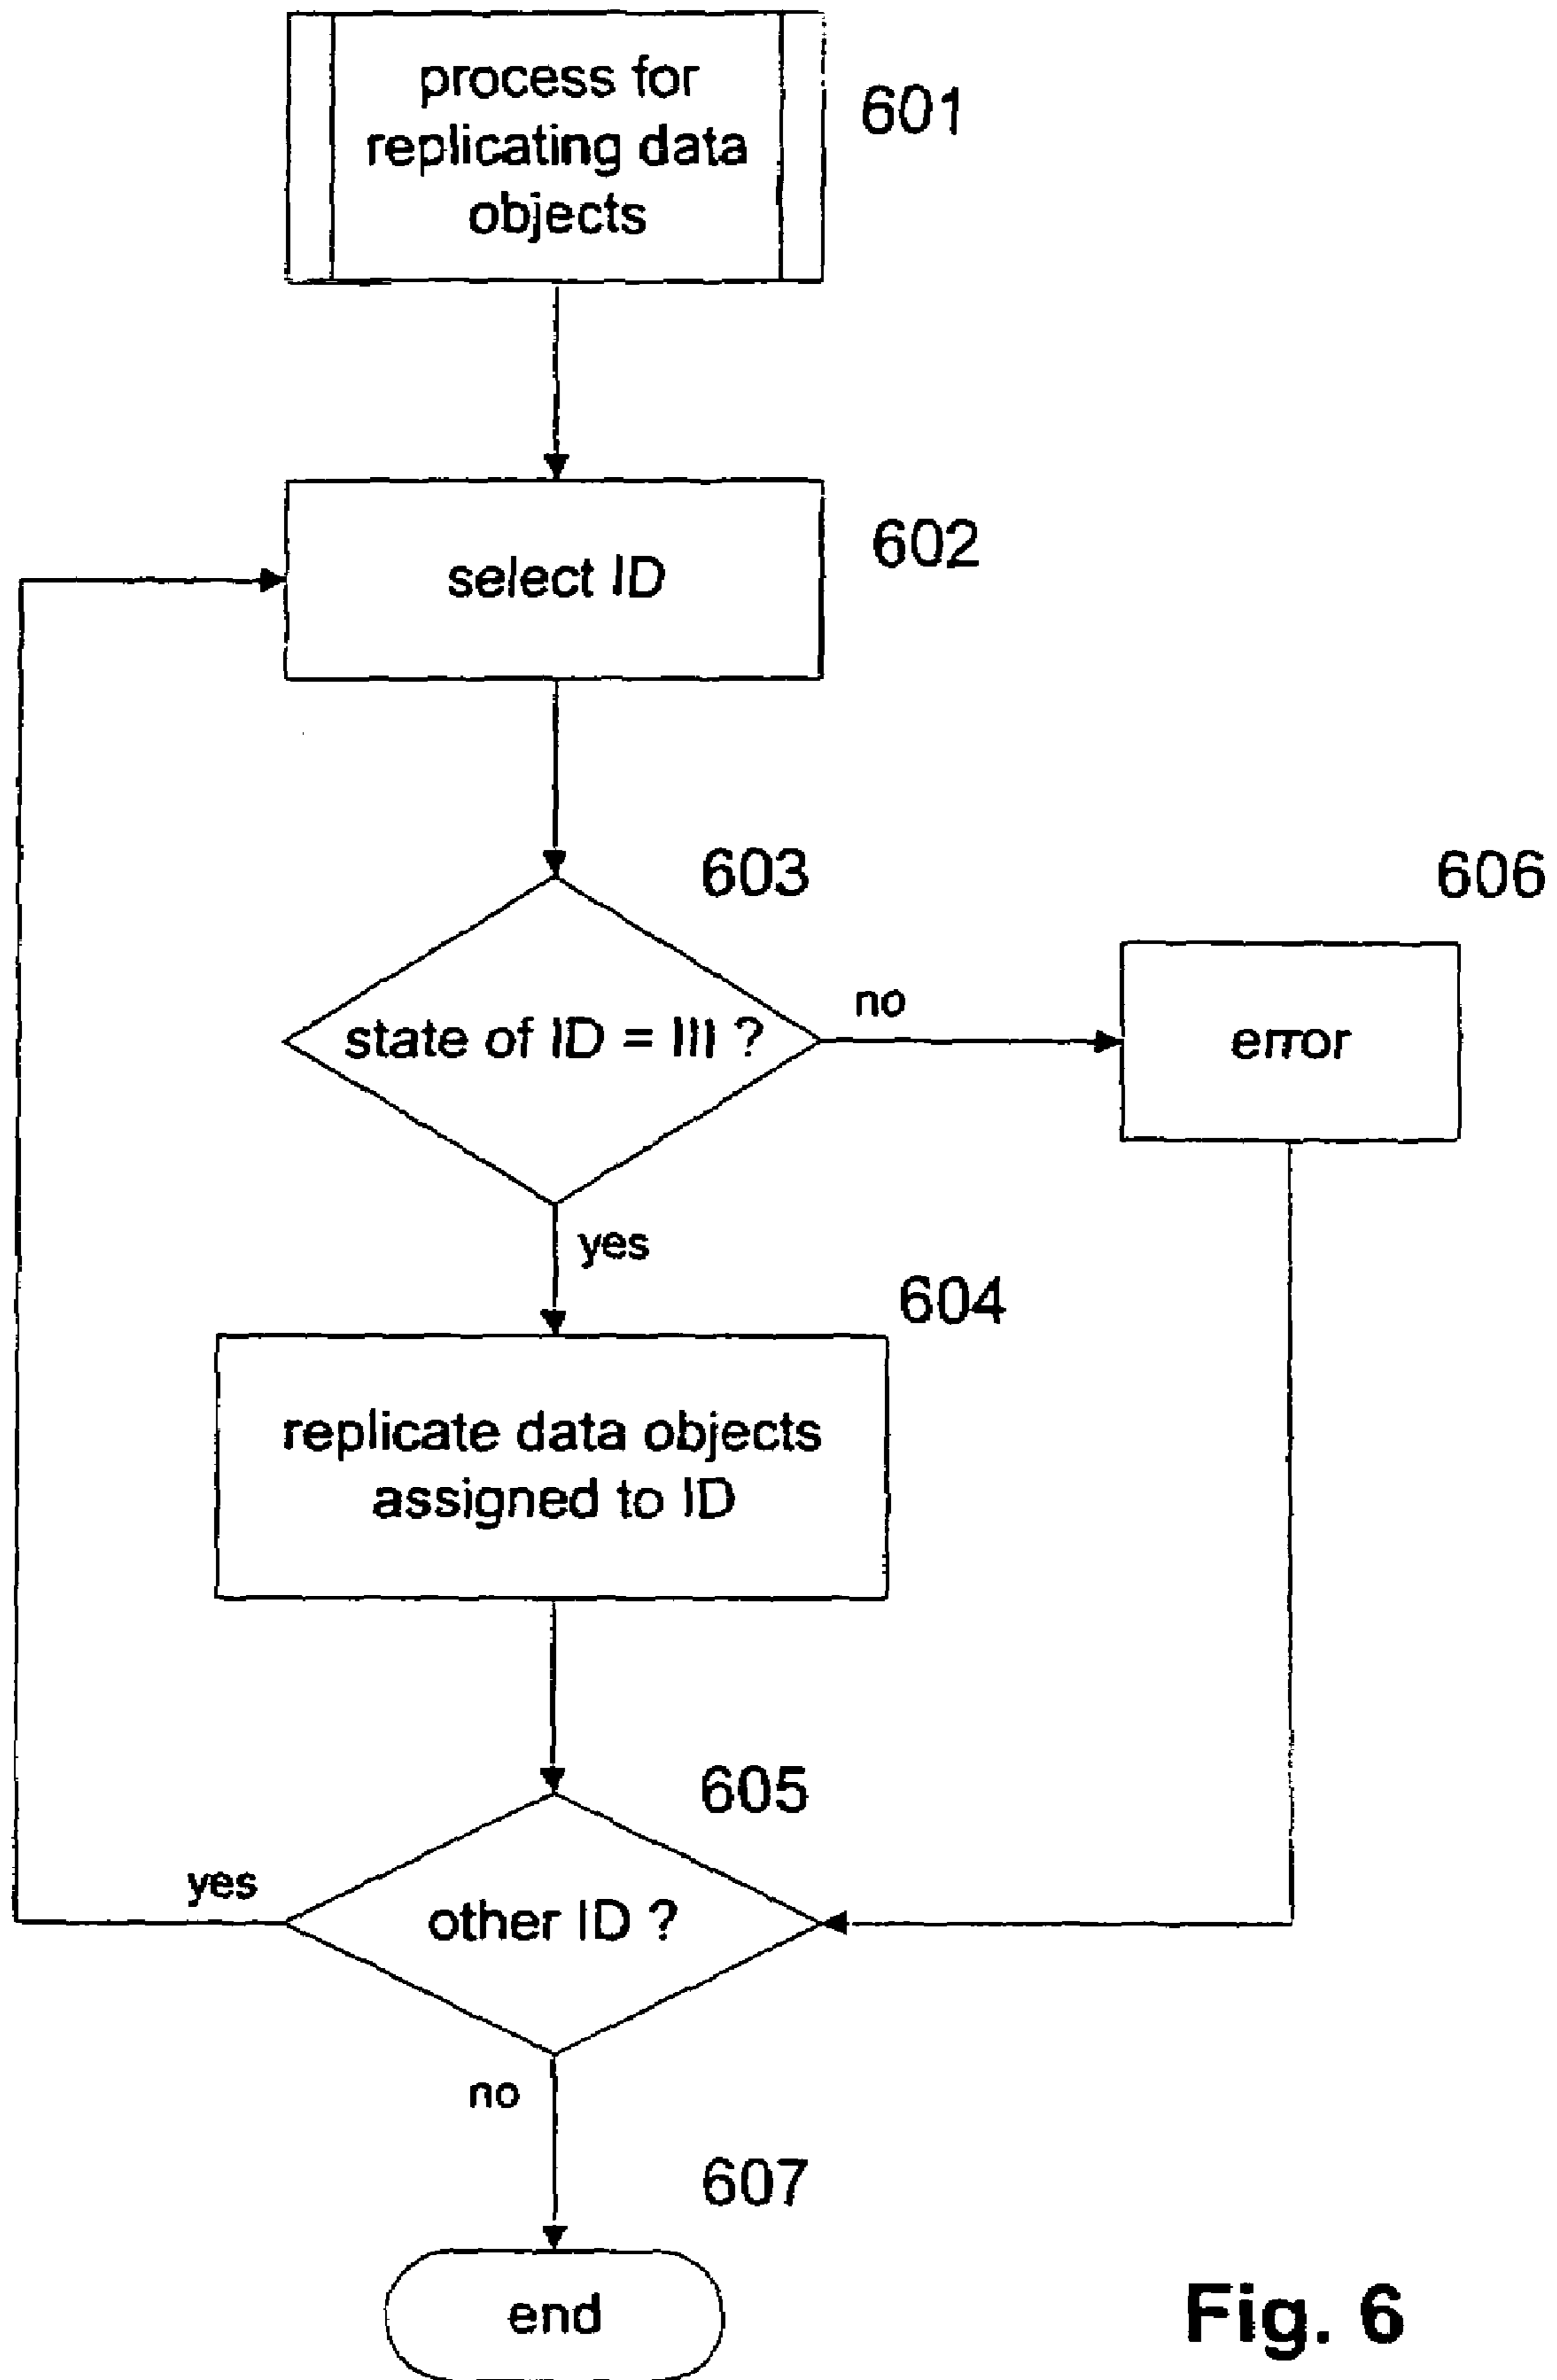 process for
replicating data
objects
601
select ID
602
603
state of ID = III ?
no
606
error
yes
604
replicate data objects
assigned to ID
605
yes
other ID ?
no
607
end
Fig. 6